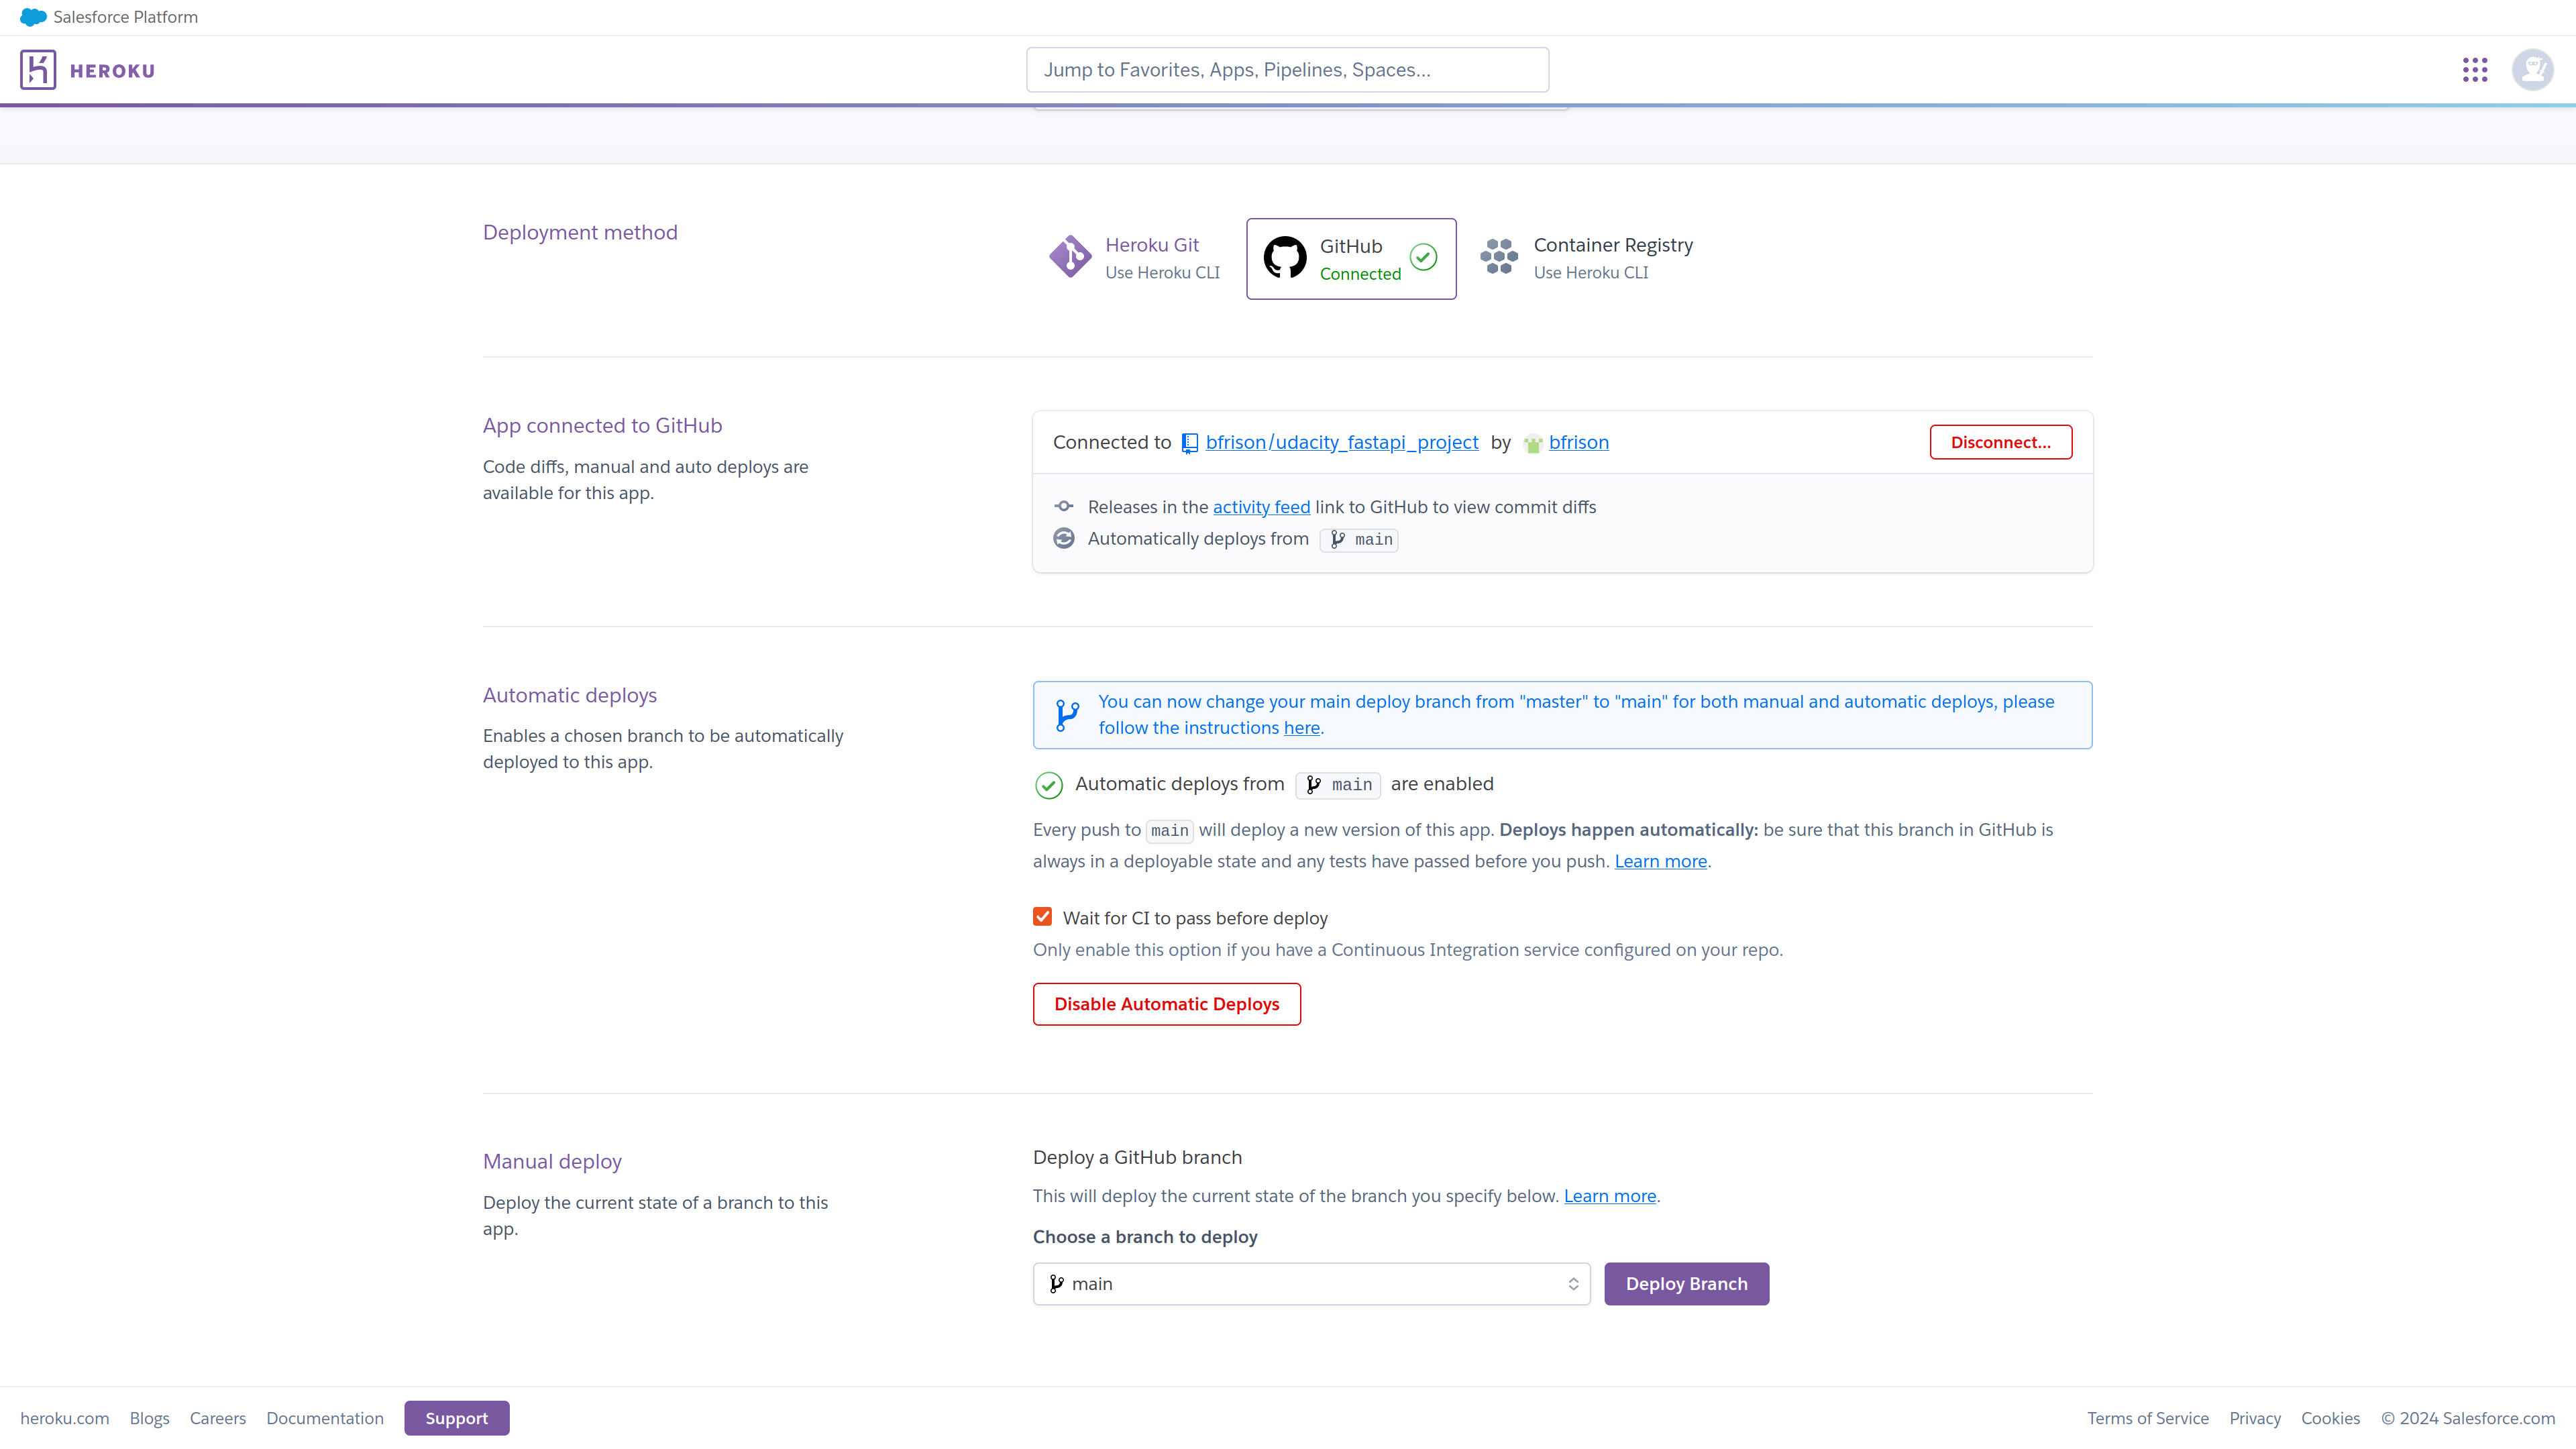 Salesforce Platform
HEROKU
Jump to Favorites, Apps, Pipelines, Spaces...
Deployment method
Heroku Git
Use Heroku CLI
GitHub
Connected
Container Registry
Use Heroku CLI
App connected to GitHub
Code diffs, manual and auto deploys are
available for this app.
Connected to bfrison/udacity_fastapi_project by bfrison
Disconnect...
Releases in the activity feed link to GitHub to view commit diffs
Automatically deploys from main
Automatic deploys
Enables a chosen branch to be automatically
deployed to this app.
You can now change your main deploy branch from "master" to "main" for both manual and automatic deploys, please
follow the instructions here.
Automatic deploys from main are enabled
Every push to main will deploy a new version of this app. Deploys happen automatically: be sure that this branch in GitHub is
always in a deployable state and any tests have passed before you push. Learn more.
Wait for CI to pass before deploy
Only enable this option if you have a Continuous Integration service configured on your repo.
Disable Automatic Deploys
Manual deploy
Deploy the current state of a branch to this
app.
Deploy a GitHub branch
This will deploy the current state of the branch you specify below. Learn more.
Choose a branch to deploy
main
Deploy Branch
heroku.com Blogs Careers Documentation Support
Terms of Service Privacy Cookies © 2024 Salesforce.com